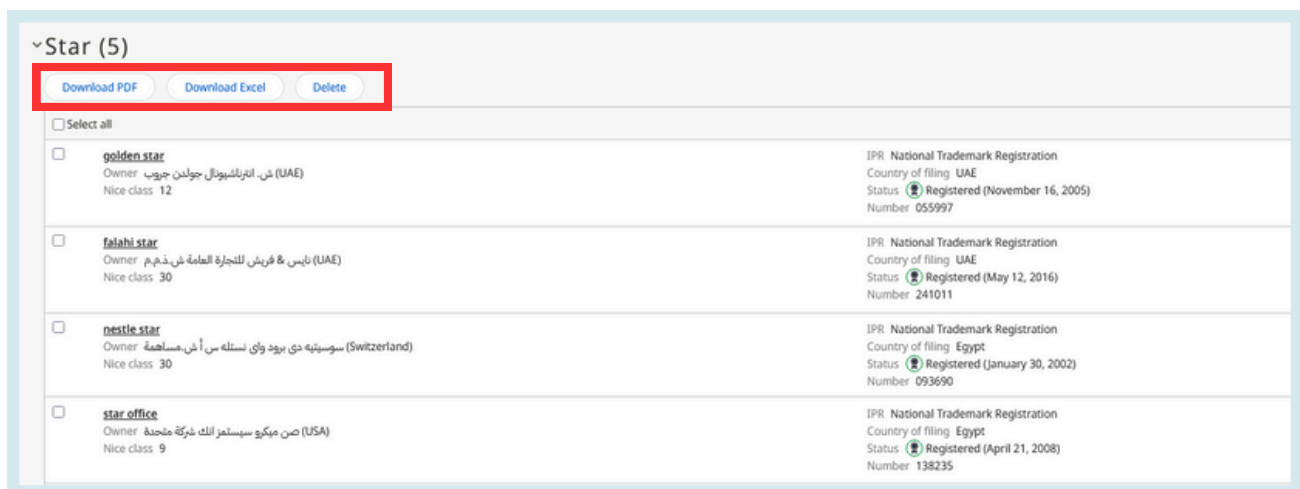 Star (5)
Download PDF Download Excel Delete
Select all
golden star
Owner ش. انترناشيونال جولدن جروب (UAE)
Nice class 12
IPR National Trademark Registration
Country of filing UAE
Status Registered (November 16, 2005)
Number 055997
falahi star
Owner نايس & فريش للتجارة العامة ش.ذ.م.م (UAE)
Nice class 30
IPR National Trademark Registration
Country of filing UAE
Status Registered (May 12, 2016)
Number 241011
nestle star
Owner سوسيتيه دى برود واى نستله س أ ش.مساهمة (Switzerland)
Nice class 30
IPR National Trademark Registration
Country of filing Egypt
Status Registered (January 30, 2002)
Number 093690
star office
Owner صن ميكرو سيستمز انك شركة متحدة (USA)
Nice class 9
IPR National Trademark Registration
Country of filing Egypt
Status Registered (April 21, 2008)
Number 138235